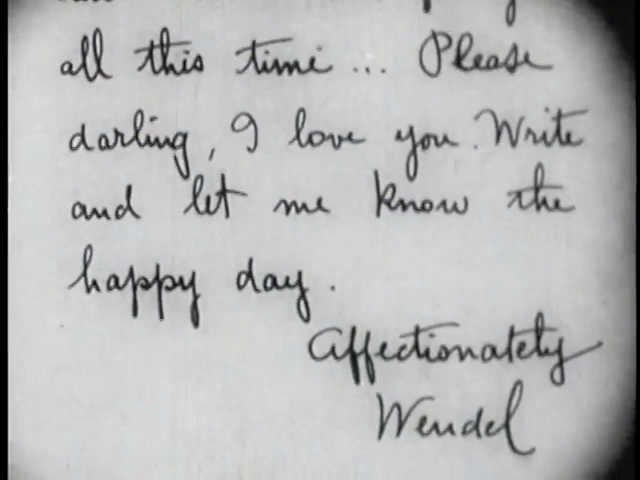 all this time ... Please
darling, I love you. Write
and let me know the
happy day.
Affectionately
Wendel